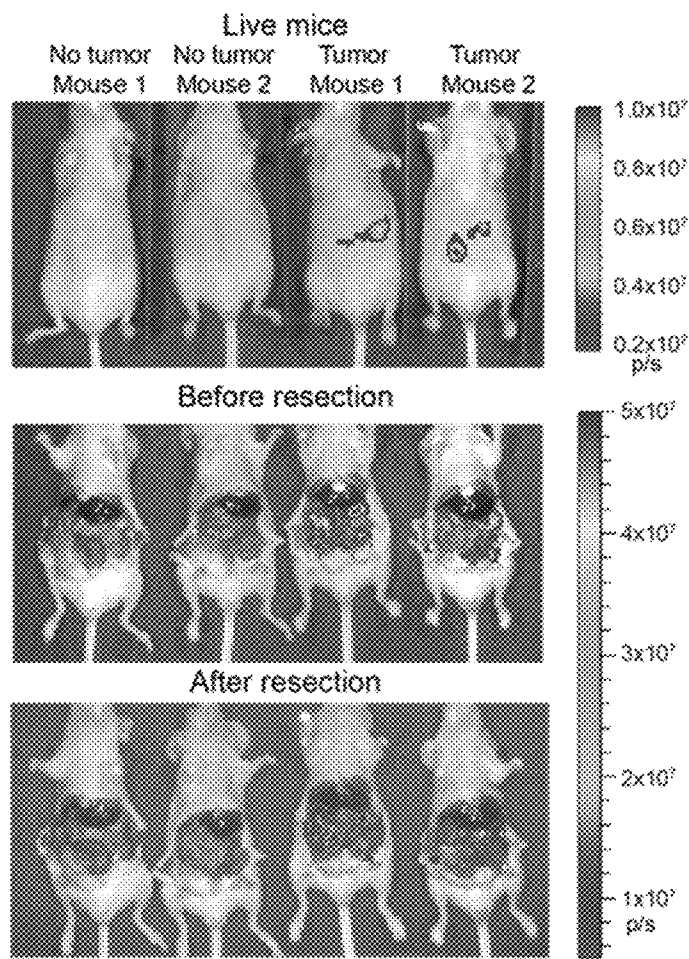 Live mice
No tumor No tumor Tumor Tumor
Mouse 1 Mouse 2 Mouse 1 Mouse 2
1.0x10⁷
0.8x10⁷
0.6x10⁷
0.4x10⁷
0.2x10⁷
p/s
Before resection
5x10⁷
4x10⁷
3x10⁷
After resection
2x10⁷
1x10⁷
p/s